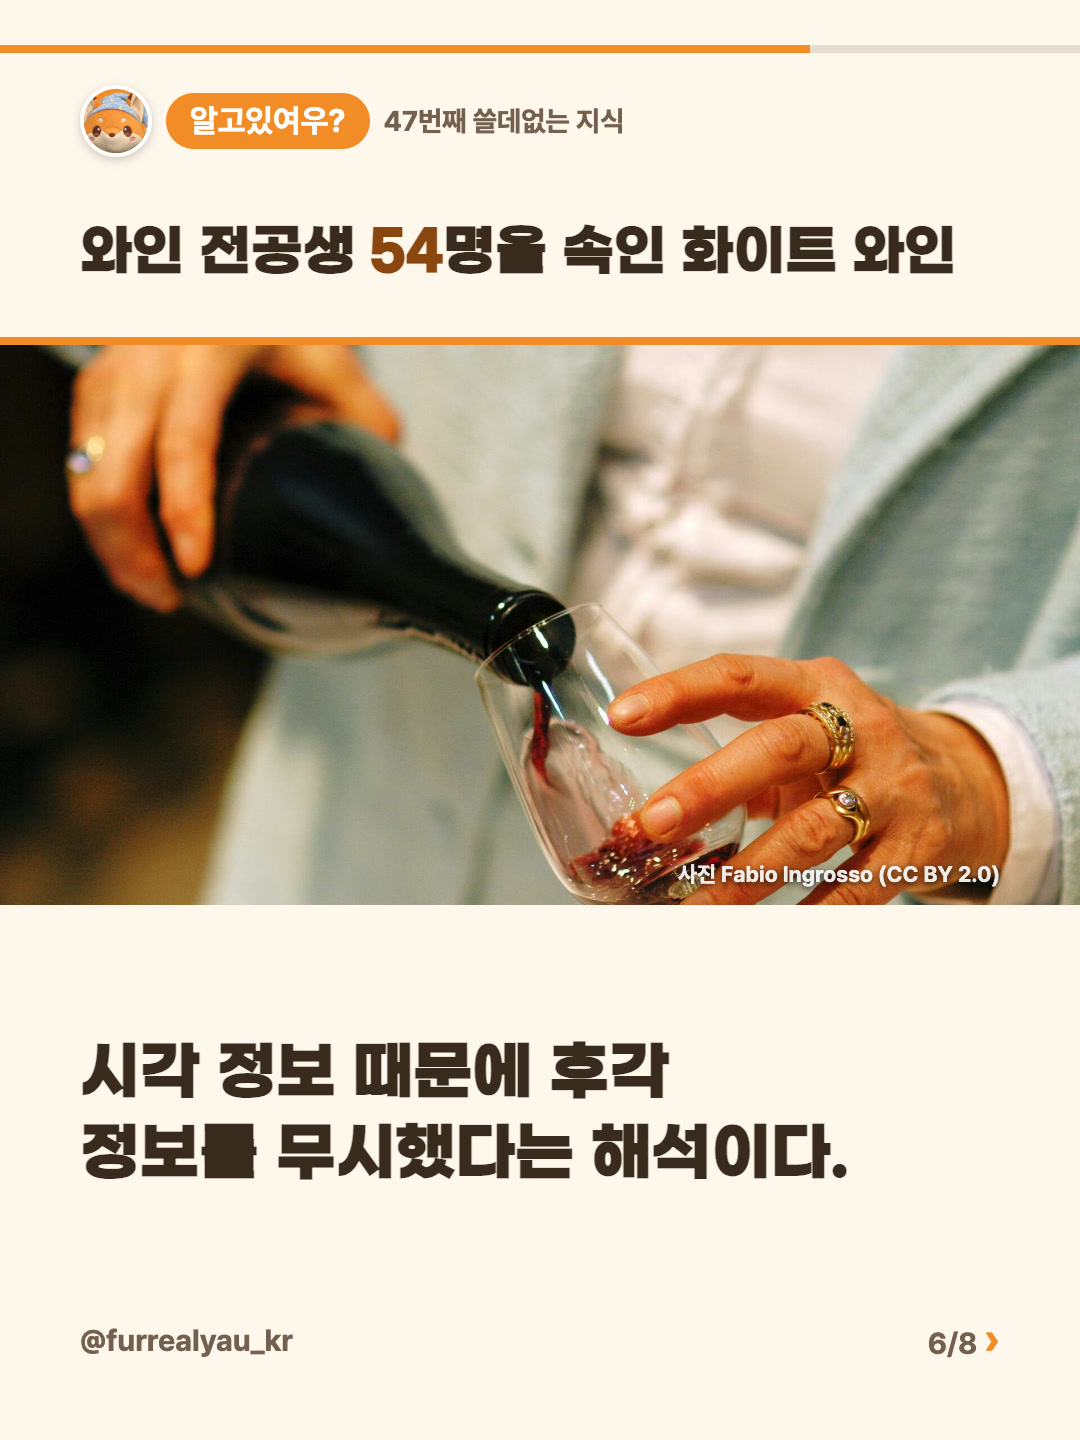 알고있여우?
47번째 쓸데없는 지식
와인 전공생 54명을 속인 화이트 와인
사진 Fabio Ingrosso (CC BY 2.0)
시각 정보 때문에 후각
정보를 무시했다는 해석이다.
@furrealyau_kr
6/8 ›